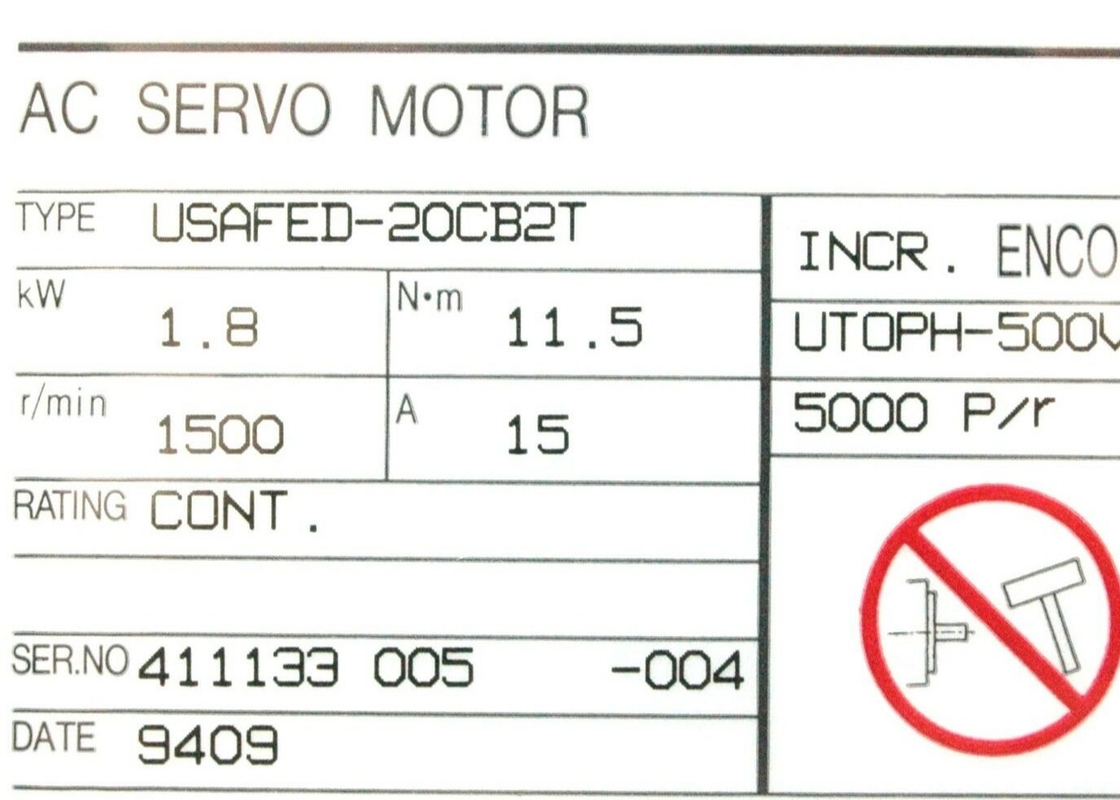 AC SERVO MOTOR
TYPE USAFED-20CB2T
kW 1.8 N•m 11.5
r/min 1500 A 15
RATING CONT.
SER.NO 411133 005 -004
DATE 9409
INCR. ENCO
UTOPH-500V
5000 P/r